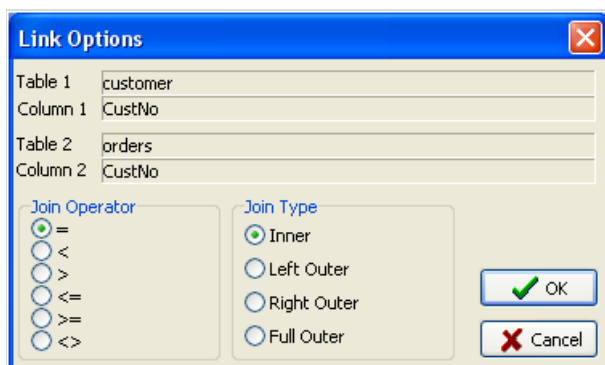 Link Options
Table 1 customer
Column 1 CustNo
Table 2 orders
Column 2 CustNo
Join Operator
=
<
>
<=
>=
<>
Join Type
Inner
Left Outer
Right Outer
Full Outer
OK
Cancel